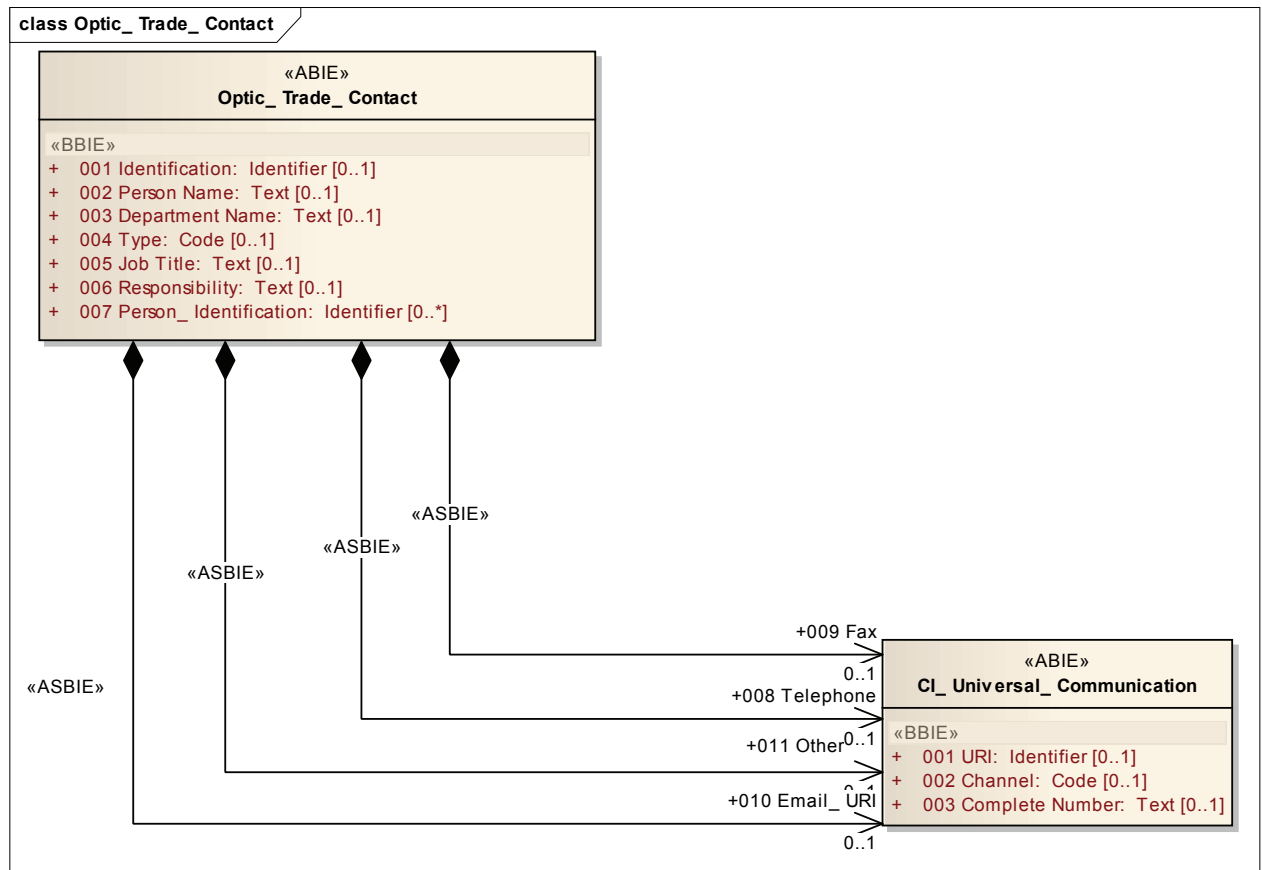 class Optic_ Trade_ Contact
«ABIE»
Optic_ Trade_ Contact
«BBIE»
+ 001 Identification: Identifier [0..1]
+ 002 Person Name: Text [0..1]
+ 003 Department Name: Text [0..1]
+ 004 Type: Code [0..1]
+ 005 Job Title: Text [0..1]
+ 006 Responsibility: Text [0..1]
+ 007 Person_ Identification: Identifier [0..*]
«ASBIE»
«ASBIE»
«ASBIE»
«ASBIE»
+009 Fax
0..1
+008 Telephone
0..1
+011 Other
+010 Email_ URI
0..1
«ABIE»
CI_ Universal_ Communication
«BBIE»
+ 001 URI: Identifier [0..1]
+ 002 Channel: Code [0..1]
+ 003 Complete Number: Text [0..1]